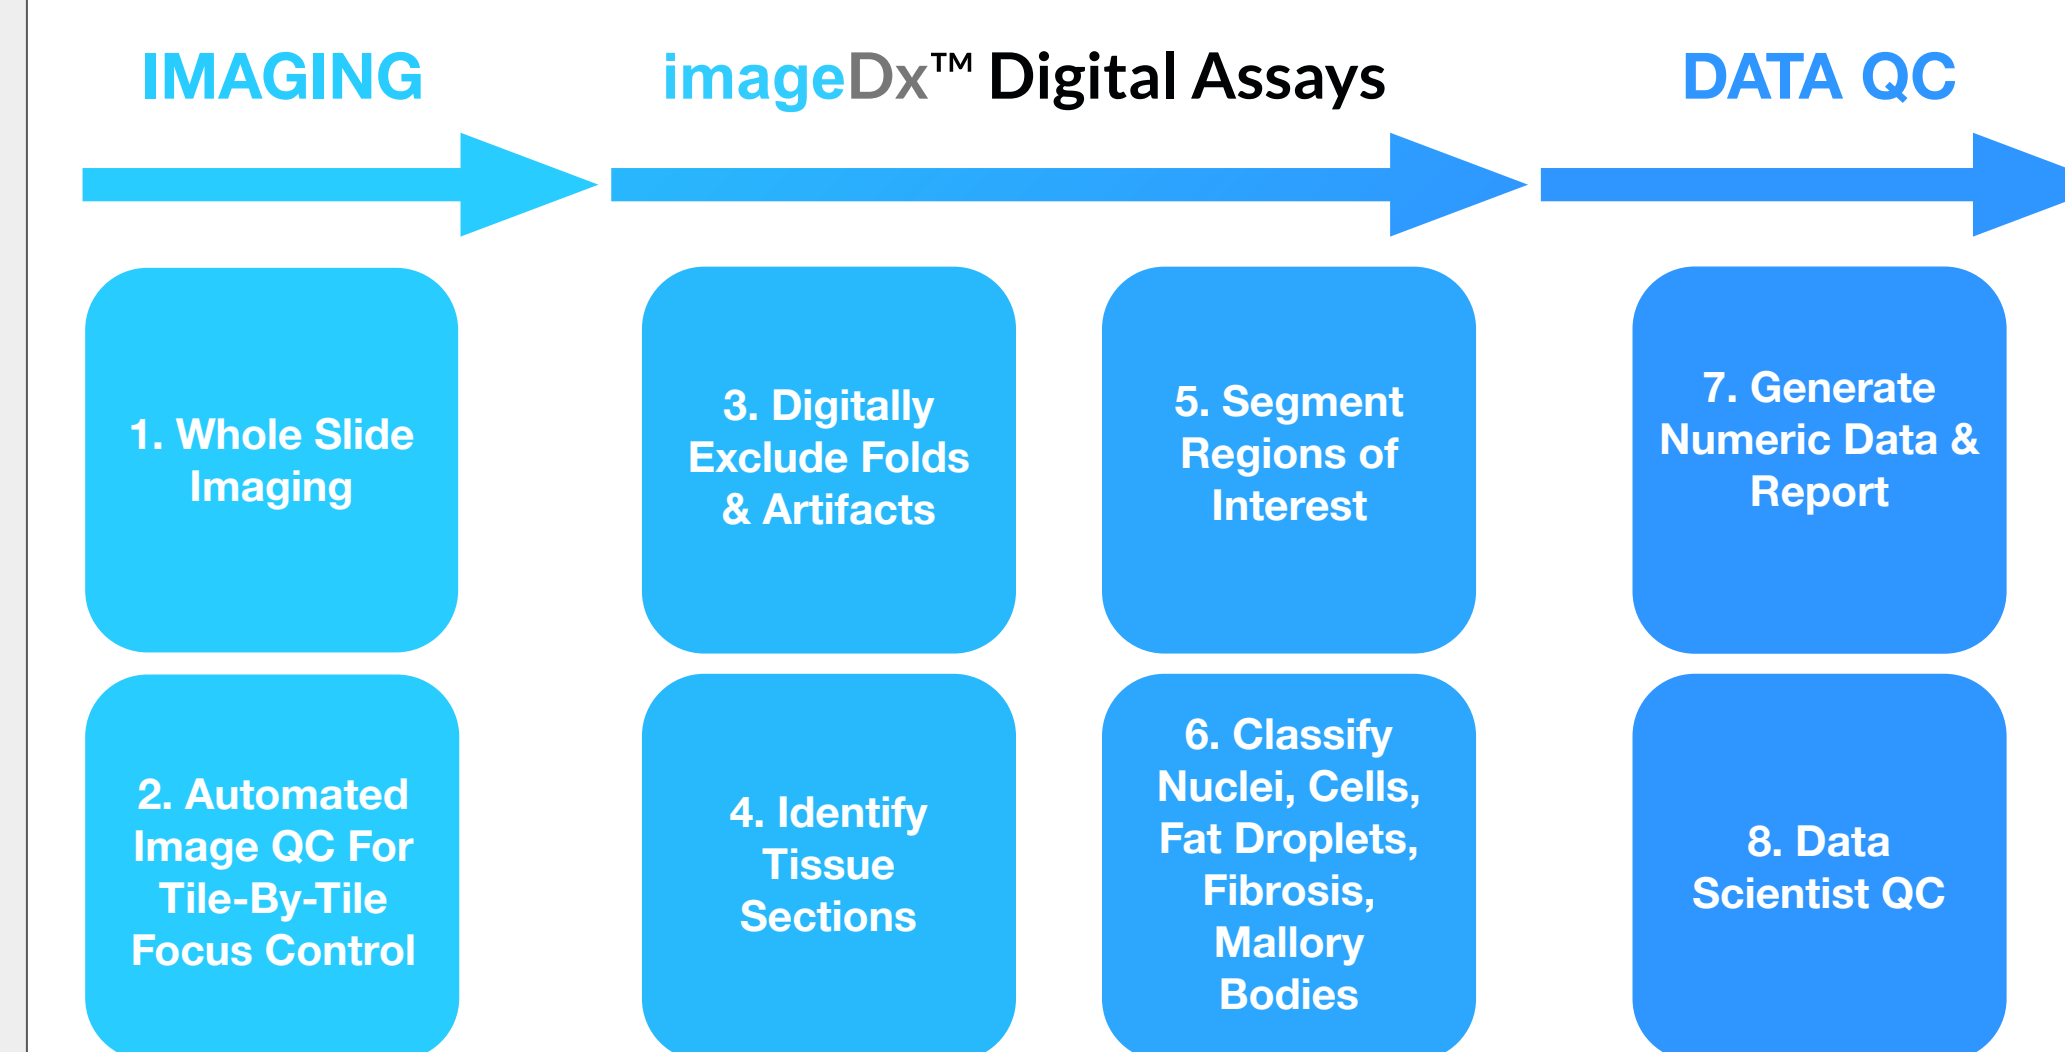 IMAGING
imageDx™ Digital Assays
DATA QC
1. Whole Slide
Imaging
2. Automated
Image QC For
Tile-By-Tile
Focus Control
3. Digitally
Exclude Folds
& Artifacts
4. Identify
Tissue
Sections
5. Segment
Regions of
Interest
6. Classify
Nuclei, Cells,
Fat Droplets,
Fibrosis,
Mallory
Bodies
7. Generate
Numeric Data &
Report
8. Data
Scientist QC